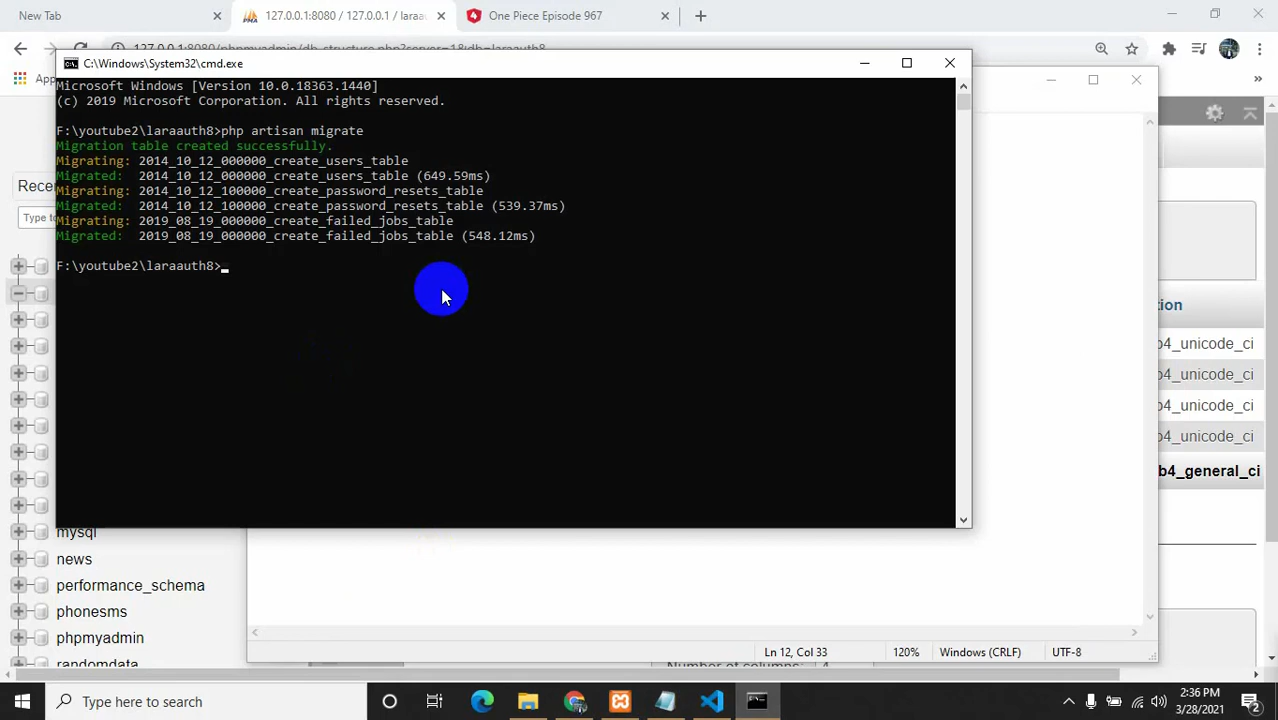 New Tab
127.0.0.1:8080 / 127.0.0.1 / laraau
One Piece Episode 967
127.0.0.1:8080/phpmyadmin/db_structure.php?server=1&db=laraauth8
App
C:\Windows\System32\cmd.exe
Microsoft Windows [Version 10.0.18363.1440]
(c) 2019 Microsoft Corporation. All rights reserved.
F:\youtube2\laraauth8>php artisan migrate
Migration table created successfully.
Migrating: 2014_10_12_000000_create_users_table
Migrated:  2014_10_12_000000_create_users_table (649.59ms)
Migrating: 2014_10_12_100000_create_password_resets_table
Migrated:  2014_10_12_100000_create_password_resets_table (539.37ms)
Migrating: 2019_08_19_000000_create_failed_jobs_table
Migrated:  2019_08_19_000000_create_failed_jobs_table (548.12ms)
F:\youtube2\laraauth8>
Rece
Type to
tion
b4_unicode_ci
b4_unicode_ci
b4_unicode_ci
b4_unicode_ci
b4_general_ci
mysql
news
performance_schema
phonesms
phpmyadmin
randomdata
Ln 12, Col 33
120%
Windows (CRLF)
UTF-8
Number of columns:
4
Type here to search
2:36 PM
3/28/2021
2